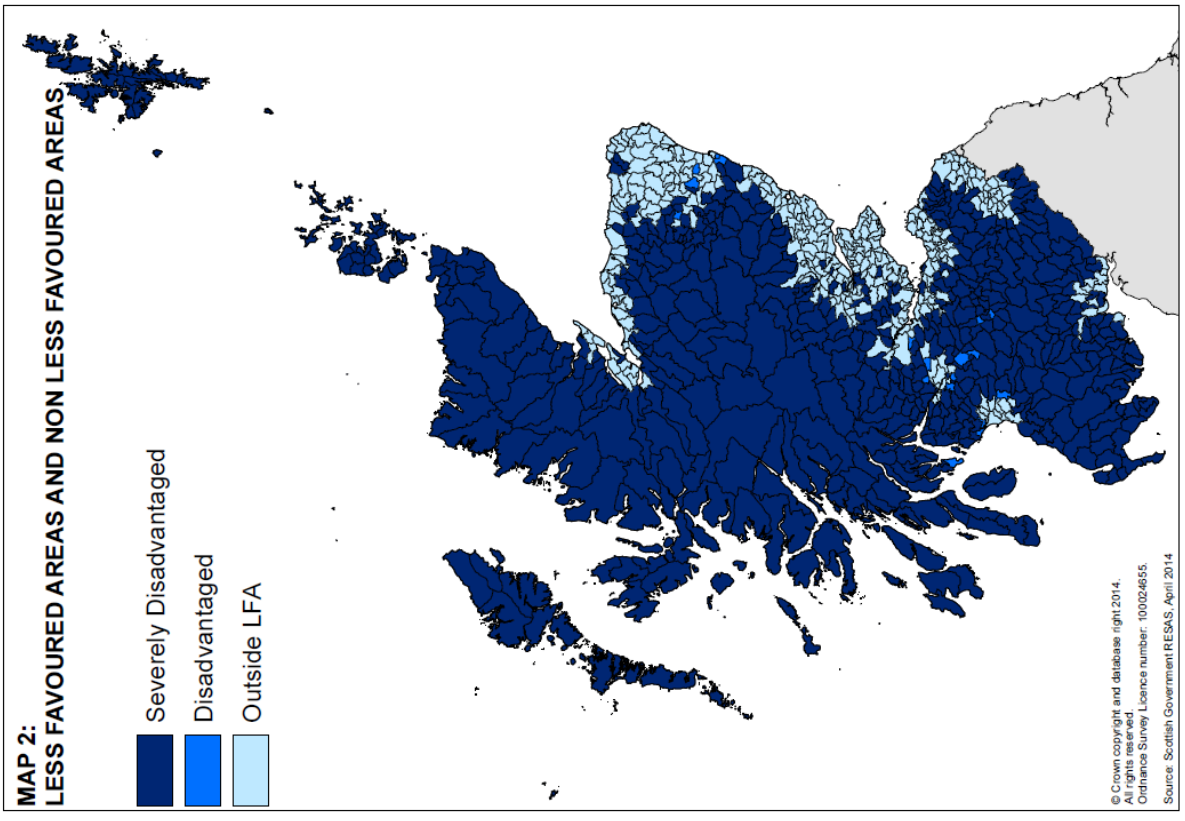 MAP 2:
LESS FAVOURED AREAS AND NON LESS FAVOURED AREAS
Severely Disadvantaged
Disadvantaged
Outside LFA
© Crown copyright and database right 2014.
All rights reserved.
Ordnance Survey Licence number: 100024655.
Source: Scottish Government RESAS, April 2014